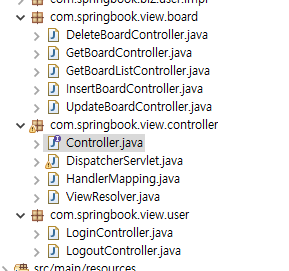 com.springbook.biz.user.impl
com.springbook.view.board
DeleteBoardController.java
GetBoardController.java
GetBoardListController.java
InsertBoardController.java
UpdateBoardController.java
com.springbook.view.controller
Controller.java
DispatcherServlet.java
HandlerMapping.java
ViewResolver.java
com.springbook.view.user
LoginController.java
LogoutController.java
src/main/resources